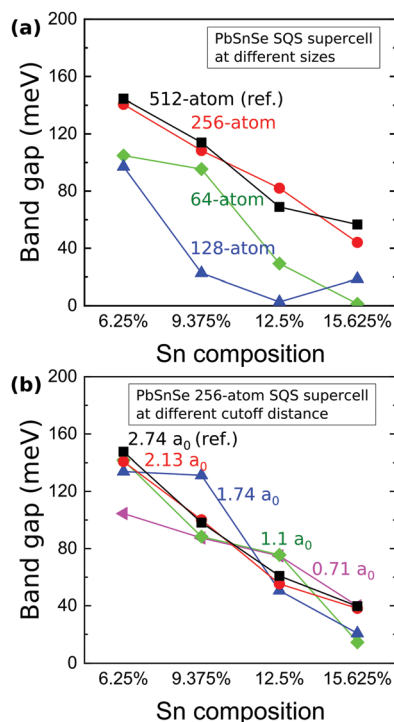 (a)
PbSnSe SQS supercell
at different sizes
512-atom (ref.)
256-atom
64-atom
128-atom
Band gap (meV)
200
160
120
80
40
0
6.25% 9.375% 12.5% 15.625%
Sn composition
(b)
PbSnSe 256-atom SQS supercell
at different cutoff distance
2.74 a₀ (ref.)
2.13 a₀
1.74 a₀
1.1 a₀
0.71 a₀
Band gap (meV)
200
160
120
80
40
0
6.25% 9.375% 12.5% 15.625%
Sn composition